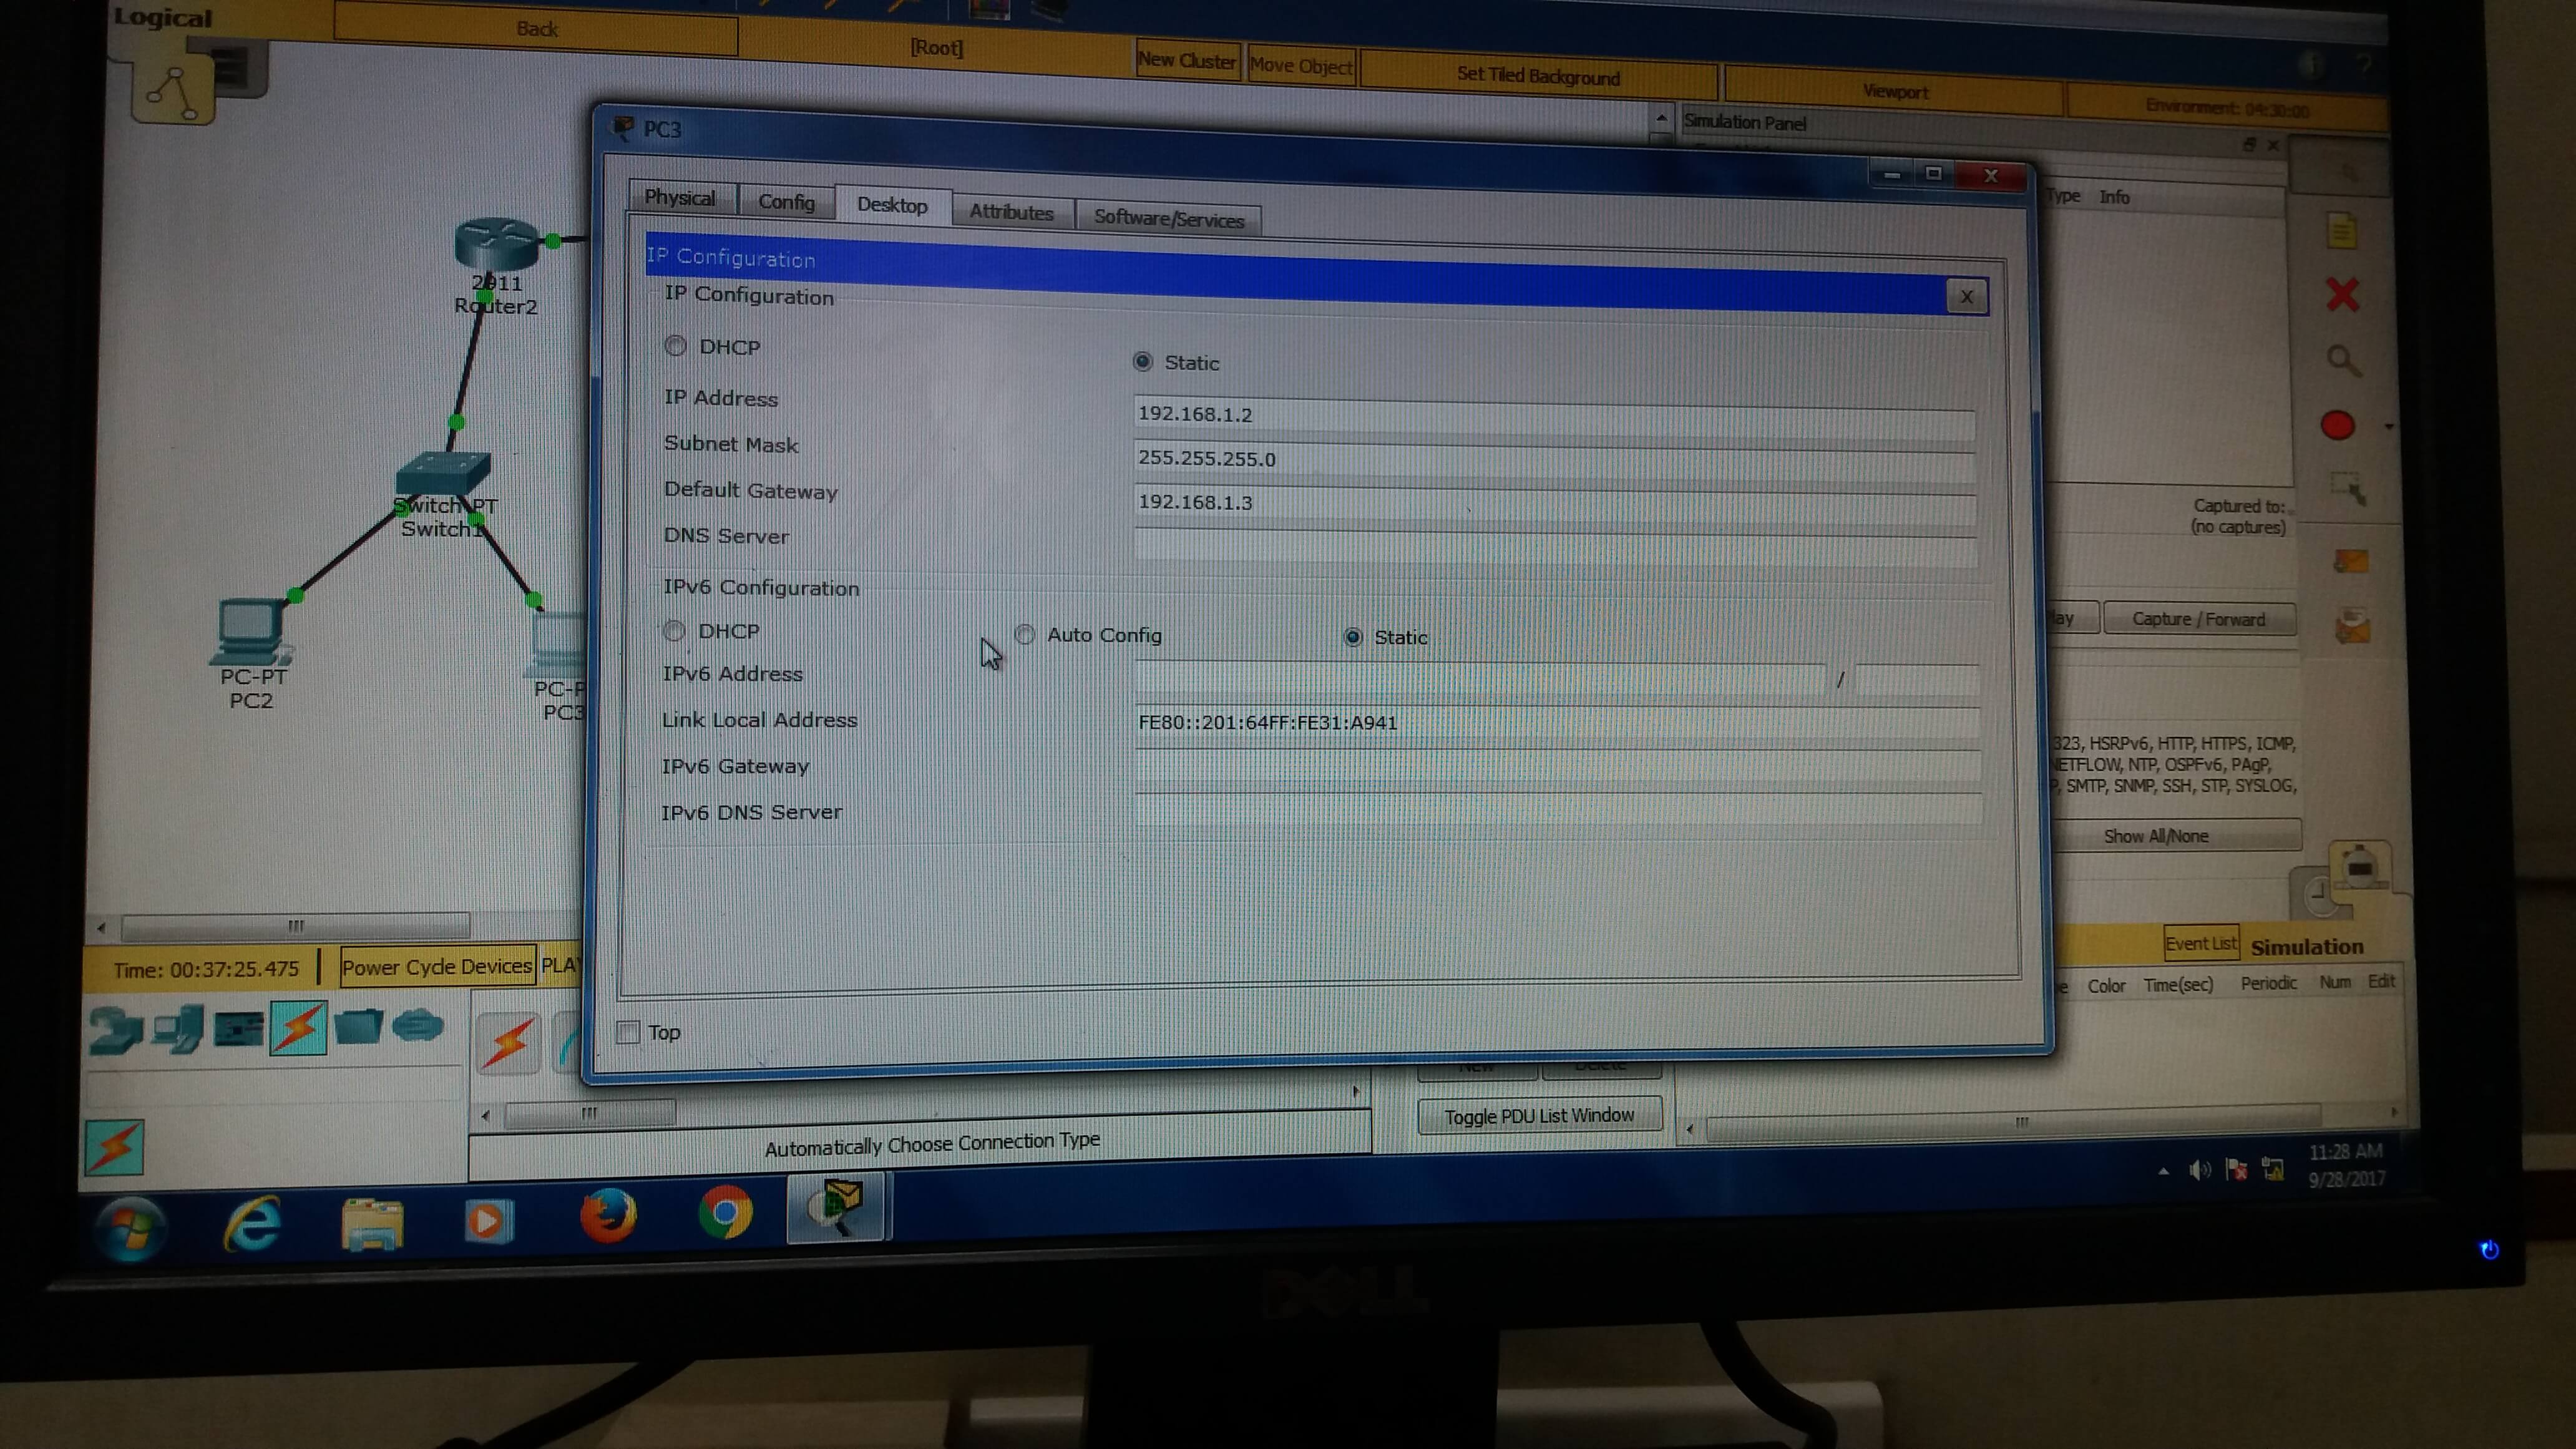 Logical
Back
[Root]
New Cluster
Move Object
Set Tiled Background
Viewport
Environment: 04:30:00
PC3
Simulation Panel
Physical
Config
Desktop
Attributes
Software/Services
Type Info
IP Configuration
IP Configuration
X
DHCP
Static
IP Address
192.168.1.2
Subnet Mask
255.255.255.0
Default Gateway
192.168.1.3
DNS Server
IPv6 Configuration
DHCP
Auto Config
Static
IPv6 Address
/
Link Local Address
FE80::201:64FF:FE31:A941
IPv6 Gateway
IPv6 DNS Server
Top
2911
Router2
Switch-PT
Switch1
PC-PT
PC2
PC-P
PC3
Captured to:
(no captures)
Capture / Forward
323, HSRPv6, HTTP, HTTPS, ICMP,
NETFLOW, NTP, OSPFv6, PAgP,
P, SMTP, SNMP, SSH, STP, SYSLOG,
Show All/None
Event List
Simulation
Time: 00:37:25.475
Power Cycle Devices
PLA
Color Time(sec) Periodic Num Edit
New
Delete
Toggle PDU List Window
Automatically Choose Connection Type
11:28 AM
9/28/2017
DELL